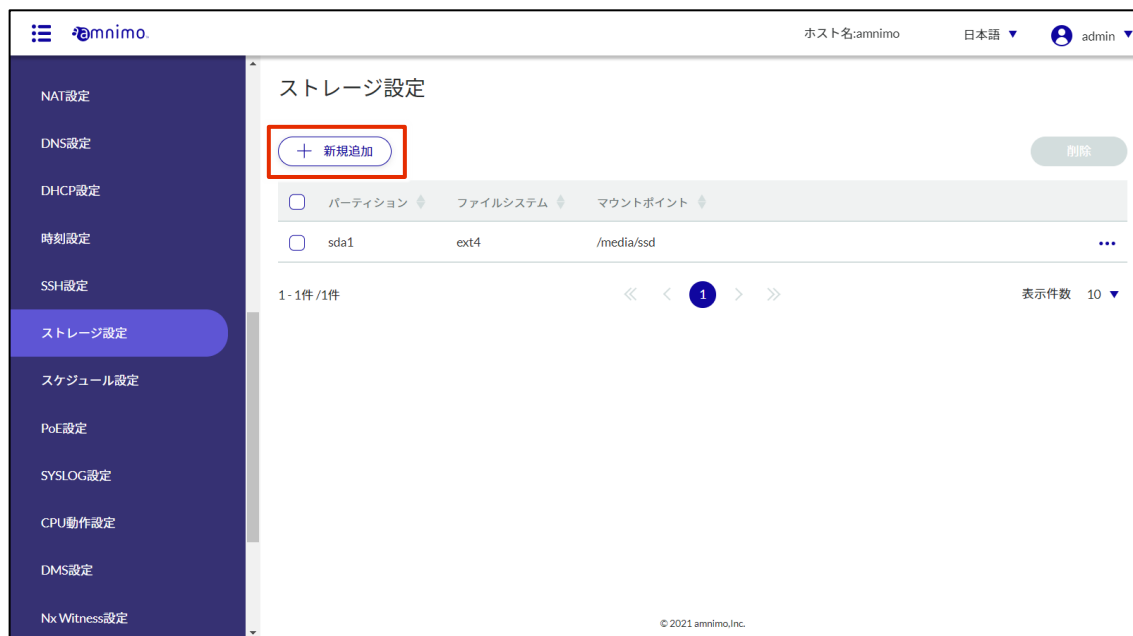 amnimo.
ホスト名:amnimo
日本語
admin
NAT設定
DNS設定
DHCP設定
時刻設定
SSH設定
ストレージ設定
スケジュール設定
PoE設定
SYSLOG設定
CPU動作設定
DMS設定
Nx Witness設定
ストレージ設定
+ 新規追加
削除
パーティション ファイルシステム マウントポイント
sda1 ext4 /media/ssd
1 - 1件 /1件
1
表示件数 10
© 2021 amnimo,Inc.